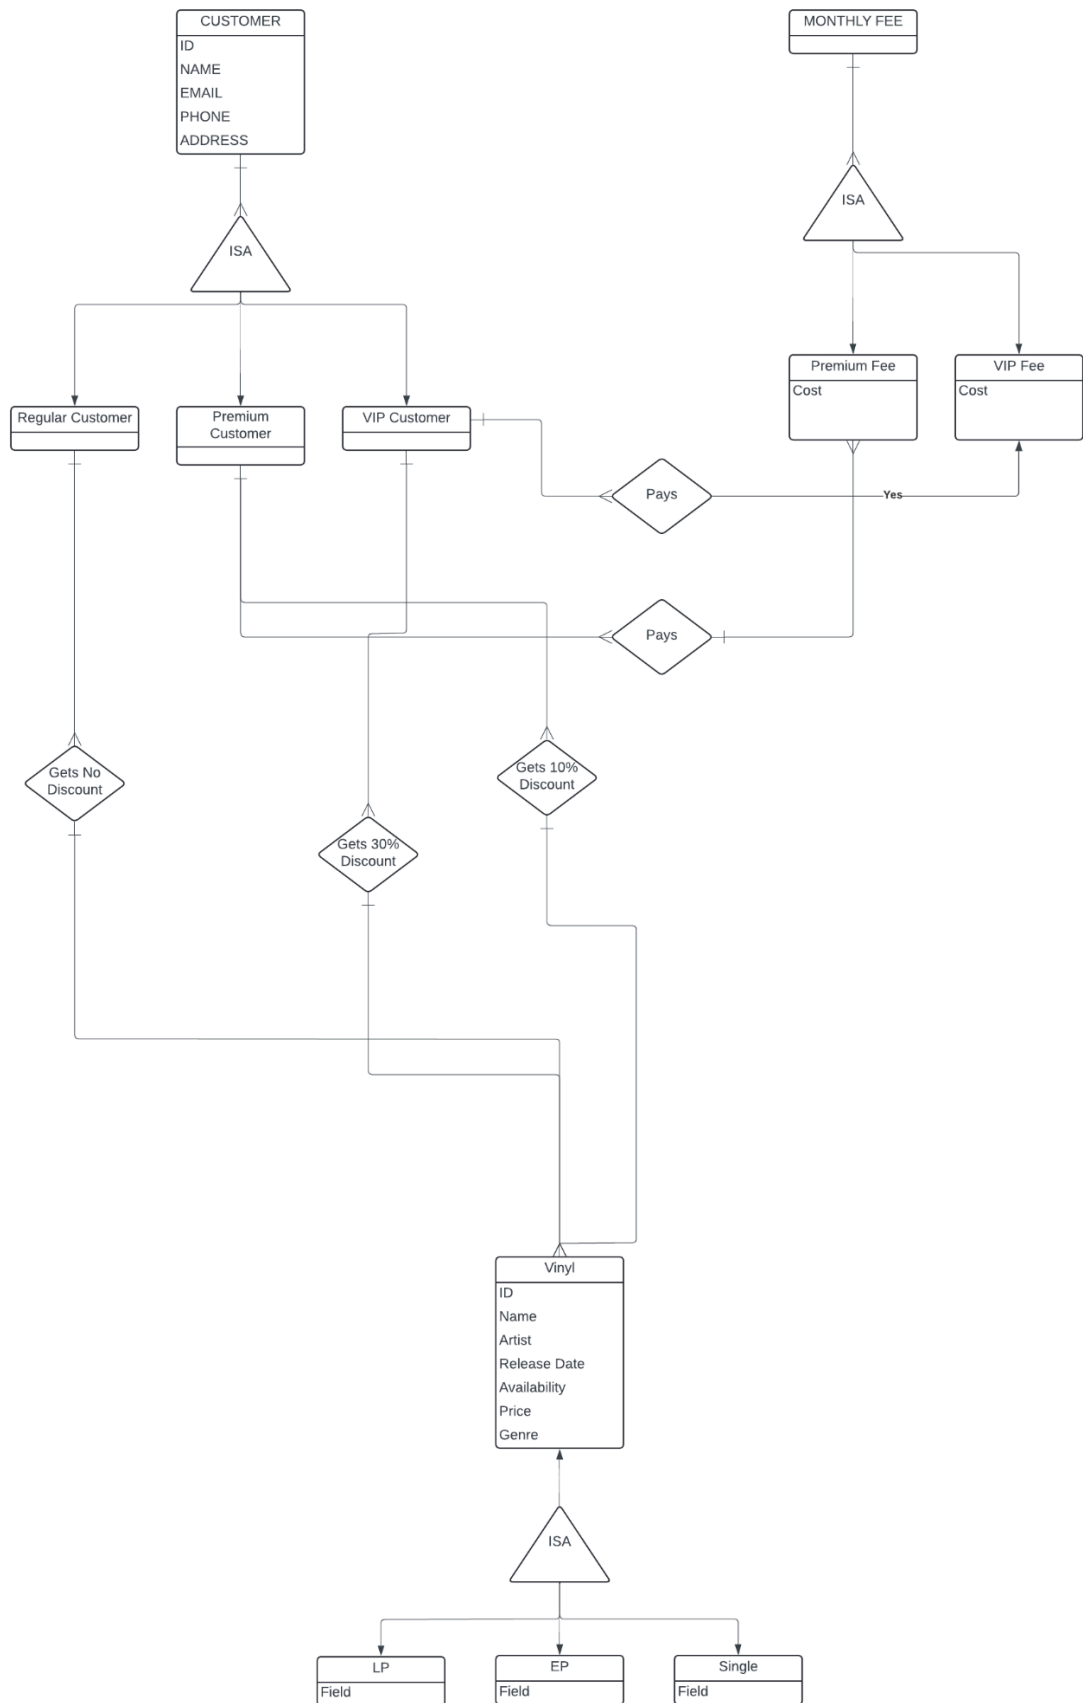 CUSTOMER
ID
NAME
EMAIL
PHONE
ADDRESS
MONTHLY FEE
ISA
ISA
Premium Fee
Cost
VIP Fee
Cost
Regular Customer
Premium
Customer
VIP Customer
Pays
Yes
Pays
Gets No
Discount
Gets 10%
Discount
Gets 30%
Discount
Vinyl
ID
Name
Artist
Release Date
Availability
Price
Genre
ISA
LP
Field
EP
Field
Single
Field